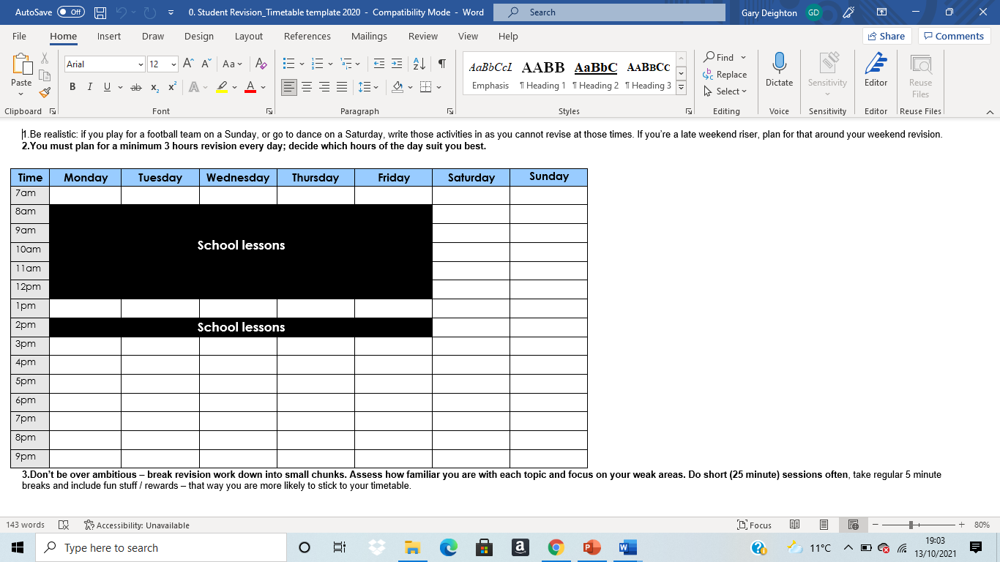 AutoSave Off 0. Student Revision_Timetable template 2020 - Compatibility Mode - Word Search Gary Deighton GD
File Home Insert Draw Design Layout References Mailings Review View Help Share Comments
Arial 12 A A Aa A
AaBbCcI AABB AaBbC AABBCC
Find
Replace
Select
Paste
B I U ab x₂ x² A A
Emphasis ¶ Heading 1 ¶ Heading 2 ¶ Heading 3
Dictate Sensitivity Editor Reuse Files
Clipboard Font Paragraph Styles Editing Voice Sensitivity Editor Reuse Files
1.Be realistic: if you play for a football team on a Sunday, or go to dance on a Saturday, write those activities in as you cannot revise at those times. If you're a late weekend riser, plan for that around your weekend revision.
2.You must plan for a minimum 3 hours revision every day; decide which hours of the day suit you best.
Time Monday Tuesday Wednesday Thursday Friday Saturday Sunday
7am
8am
9am
School lessons
10am
11am
12pm
1pm
2pm School lessons
3pm
4pm
5pm
6pm
7pm
8pm
9pm
3.Don't be over ambitious – break revision work down into small chunks. Assess how familiar you are with each topic and focus on your weak areas. Do short (25 minute) sessions often, take regular 5 minute
breaks and include fun stuff / rewards – that way you are more likely to stick to your timetable.
143 words Accessibility: Unavailable Focus 80%
Type here to search 11°C 19:03
13/10/2021